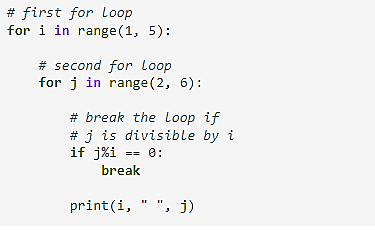 # first for loop
for i in range(1, 5):
# second for loop
for j in range(2, 6):
# break the loop if
# j is divisible by i
if j%i == 0:
break
print(i, " ", j)